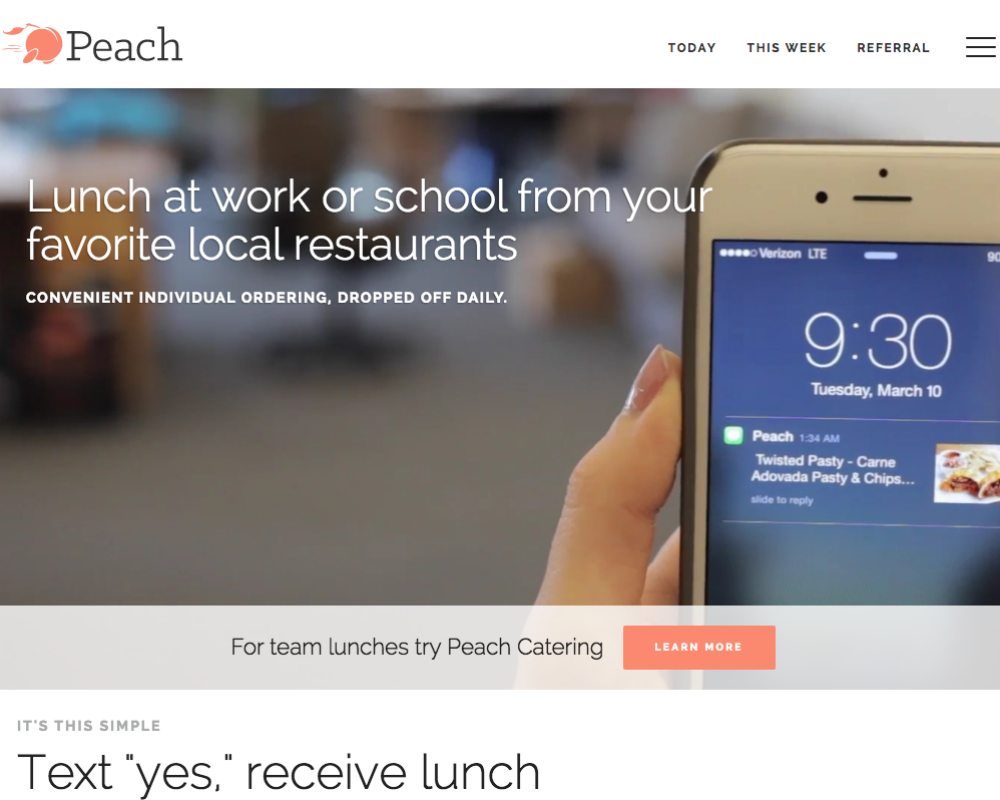 Peach
TODAY THIS WEEK REFERRAL
Lunch at work or school from your
favorite local restaurants
CONVENIENT INDIVIDUAL ORDERING, DROPPED OFF DAILY.
Verizon LTE 90
9:30
Tuesday, March 10
Peach 1:34 AM
Twisted Pasty - Carne
Adovada Pasty & Chips...
slide to reply
For team lunches try Peach Catering LEARN MORE
IT'S THIS SIMPLE
Text "yes," receive lunch